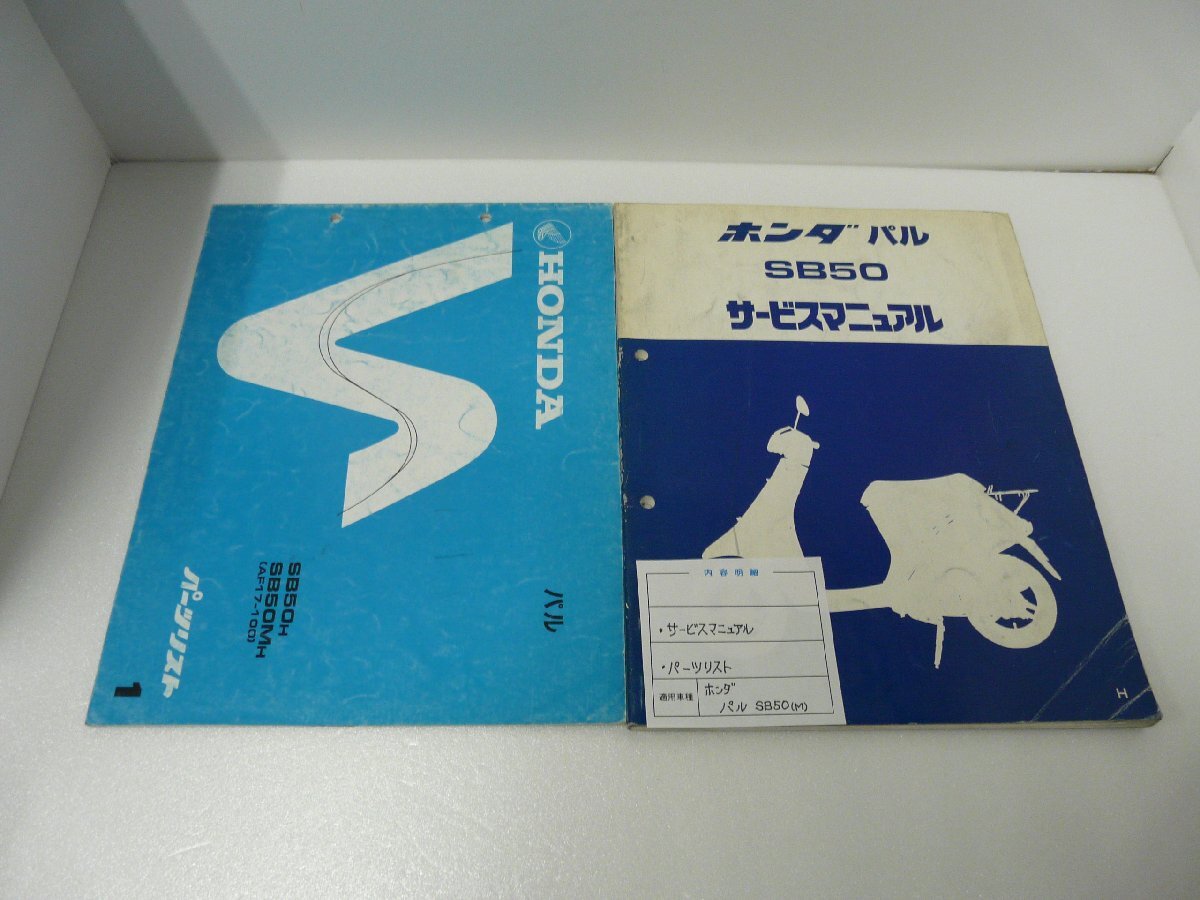 HONDA
パル
SB50H
SB50MH
(AF17-100)
パーツリスト
1
ホンダ パル
SB50
サービスマニュアル
H
内容明細
・サービスマニュアル
・パーツリスト
適用車種
ホンダ
パル SB50(M)